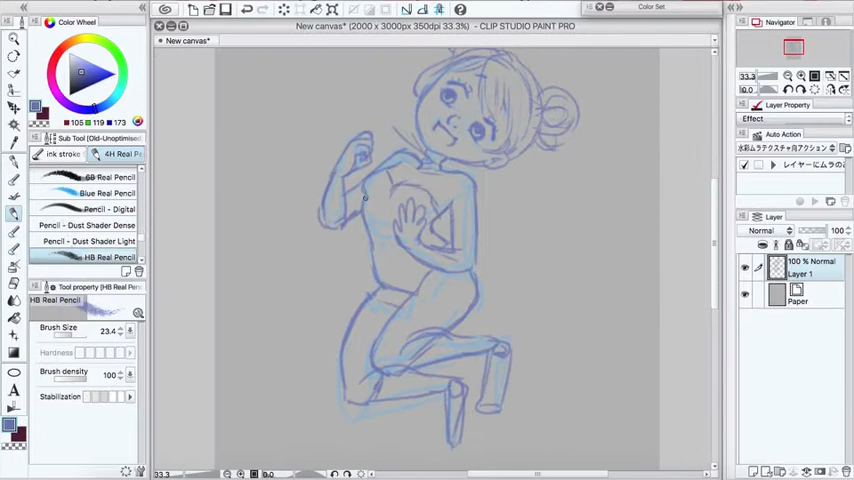 Color Set
New canvas* (2000 x 3000px 350dpi 33.3%) - CLIP STUDIO PAINT PRO
Color Wheel
New canvas*
Navigator
33.3
0.0
105 119 173
Sub Tool (Old-Unoptimised
ink stroke
4H Real Pe
6B Real Pencil
Blue Real Pencil
Pencil - Digital
Pencil - Dust Shader Dense
Pencil - Dust Shader Light
HB Real Pencil
Tool property [HB Real Penc
HB Real Pencil
Brush Size 23.4
Hardness
Brush density 100
Stabilization
A
Layer Property
Effect
Auto Action
水彩ムラテクスチャ向アクション
レイヤーにムラの
Layer
Normal 100
100 % Normal
Layer 1
Paper
33.3 0.0